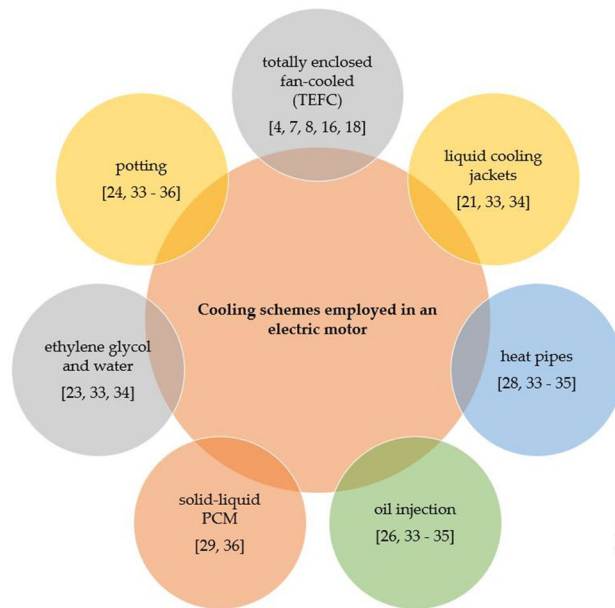 totally enclosed
fan-cooled
(TEFC)
[4, 7, 8, 16, 18]
liquid cooling
jackets
[21, 33, 34]
heat pipes
[28, 33 - 35]
oil injection
[26, 33 - 35]
solid-liquid
PCM
[29, 36]
ethylene glycol
and water
[23, 33, 34]
potting
[24, 33 - 36]
Cooling schemes employed in an
electric motor